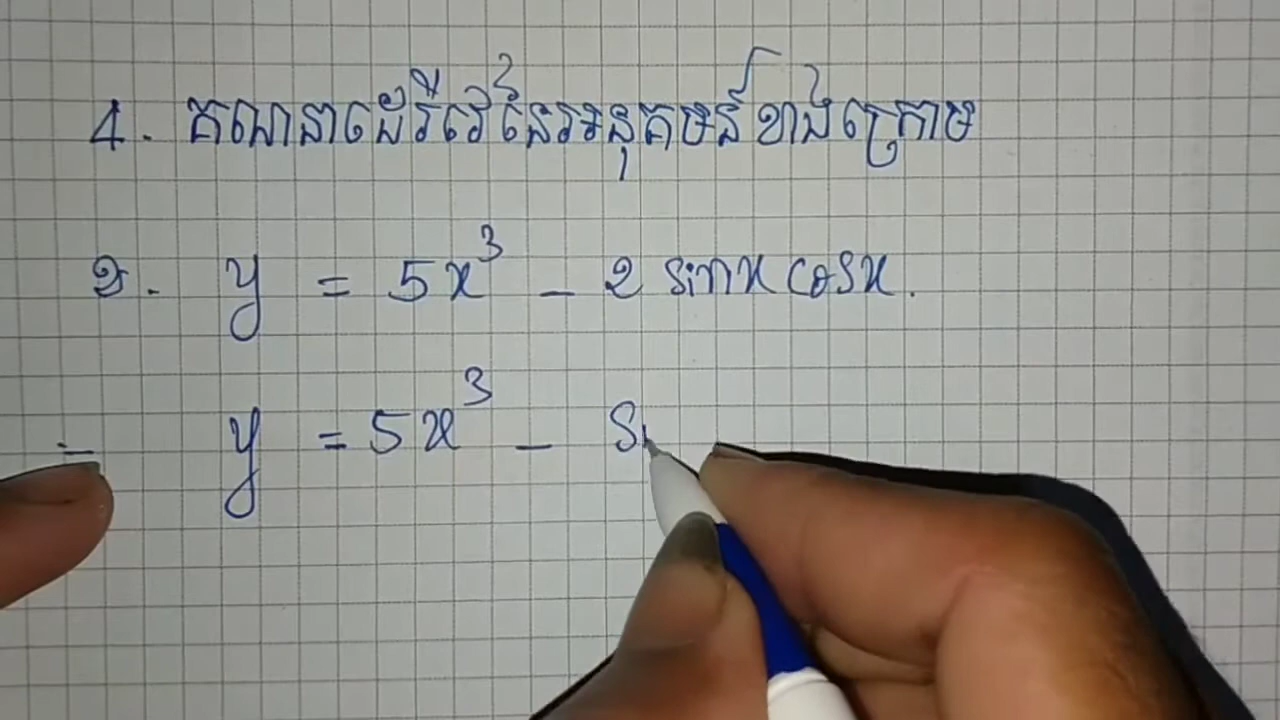 4. គណនាដេរីវេនៃអនុគមន៍ខាងក្រោម
ខ. y = 5x³ - 2 sinx cosx.
- y = 5x³ - s